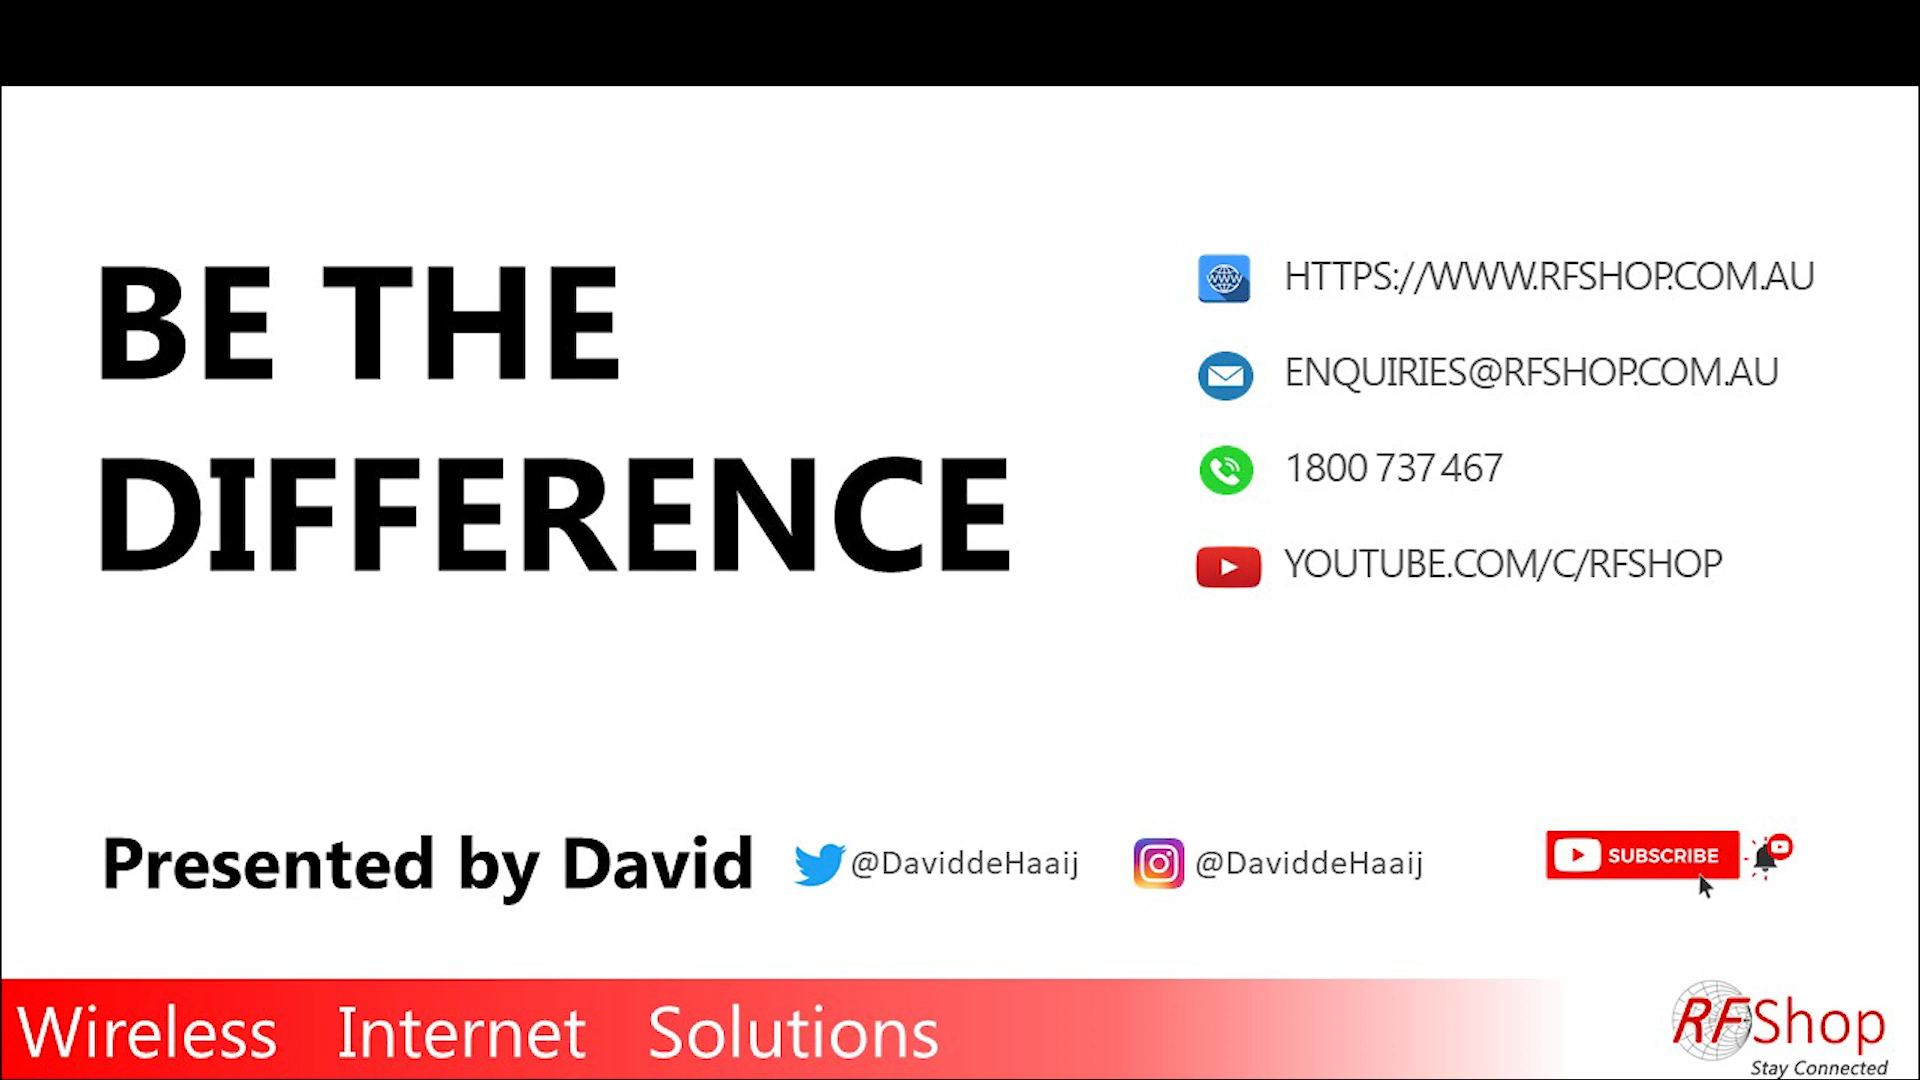 BE THE
DIFFERENCE
HTTPS://WWW.RFSHOP.COM.AU
ENQUIRIES@RFSHOP.COM.AU
1800 737 467
YOUTUBE.COM/C/RFSHOP
Presented by David @DaviddeHaaij @DaviddeHaaij SUBSCRIBE
Wireless Internet Solutions
RFShop
Stay Connected